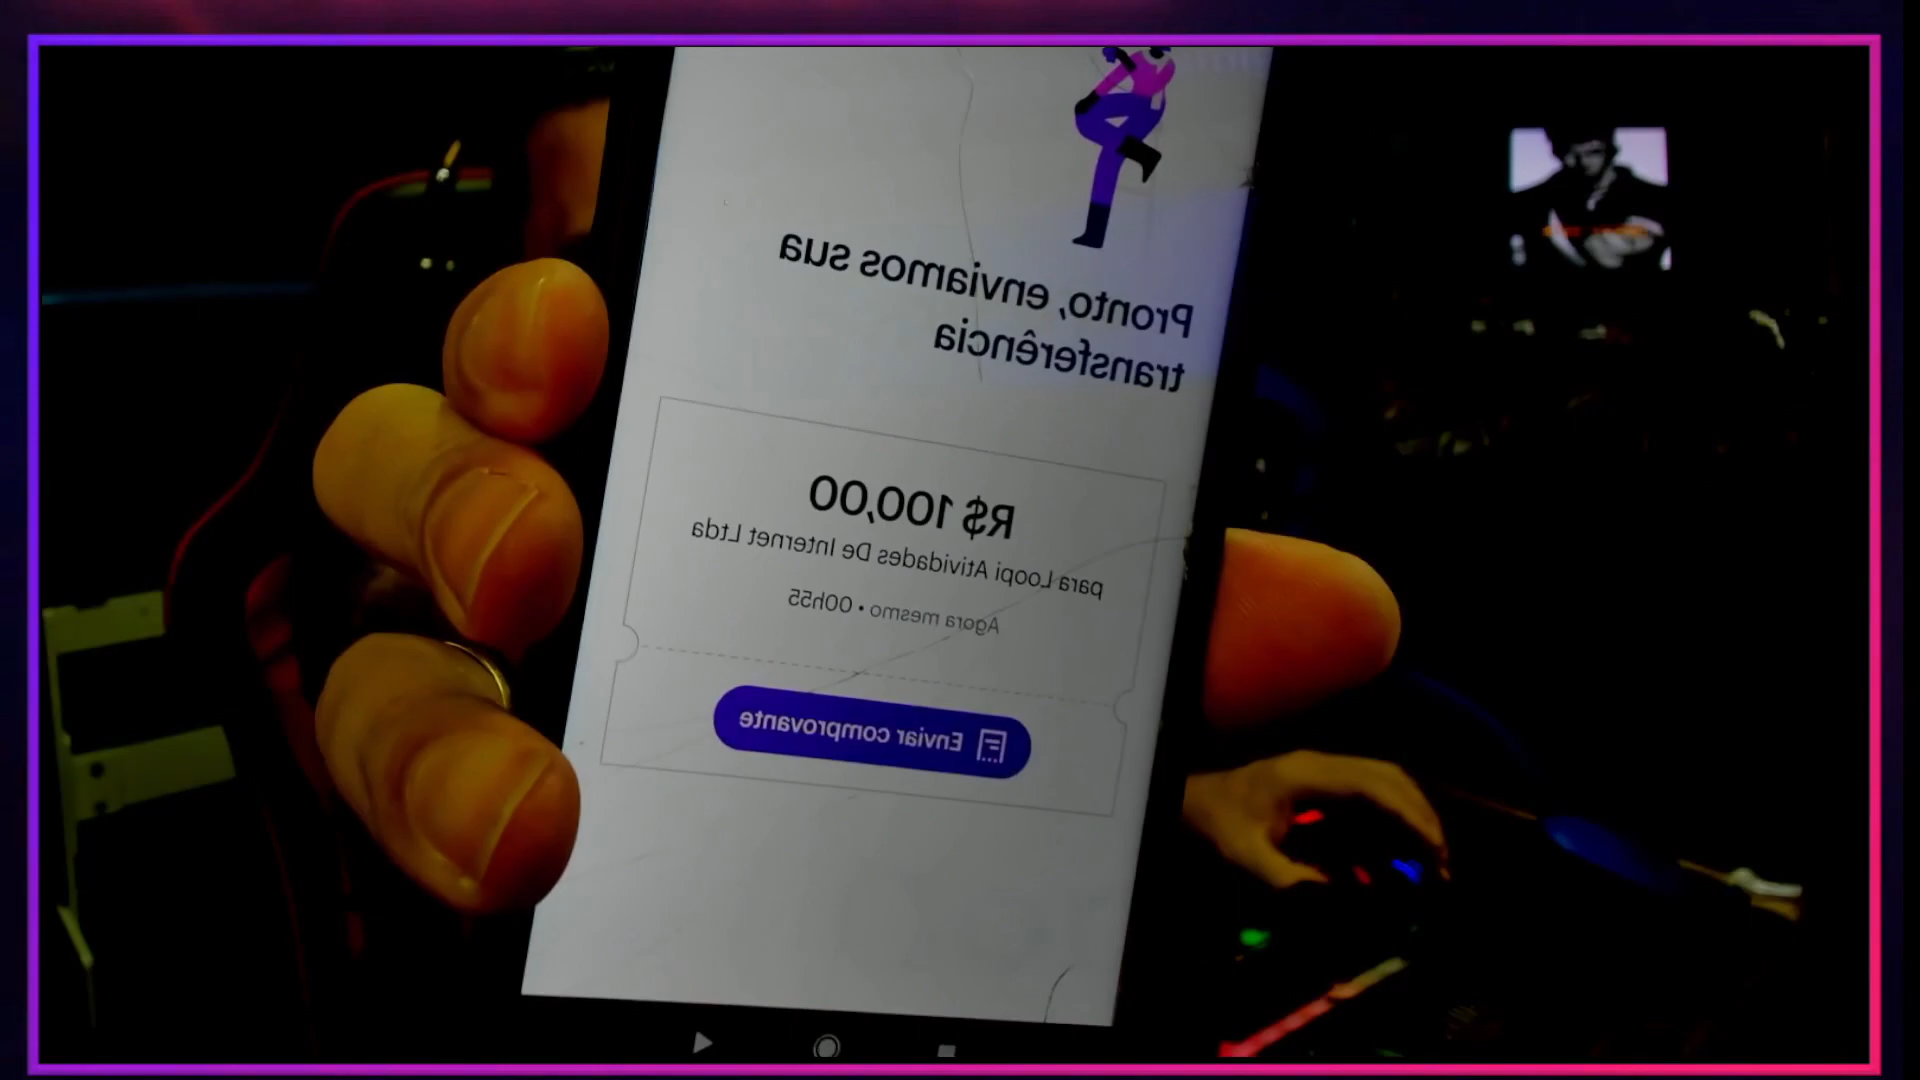 Pronto, enviamos sua
transferência
R$ 100,00
para Loopi Atividades De Internet Ltda
Agora mesmo • 00h55
Enviar comprovante